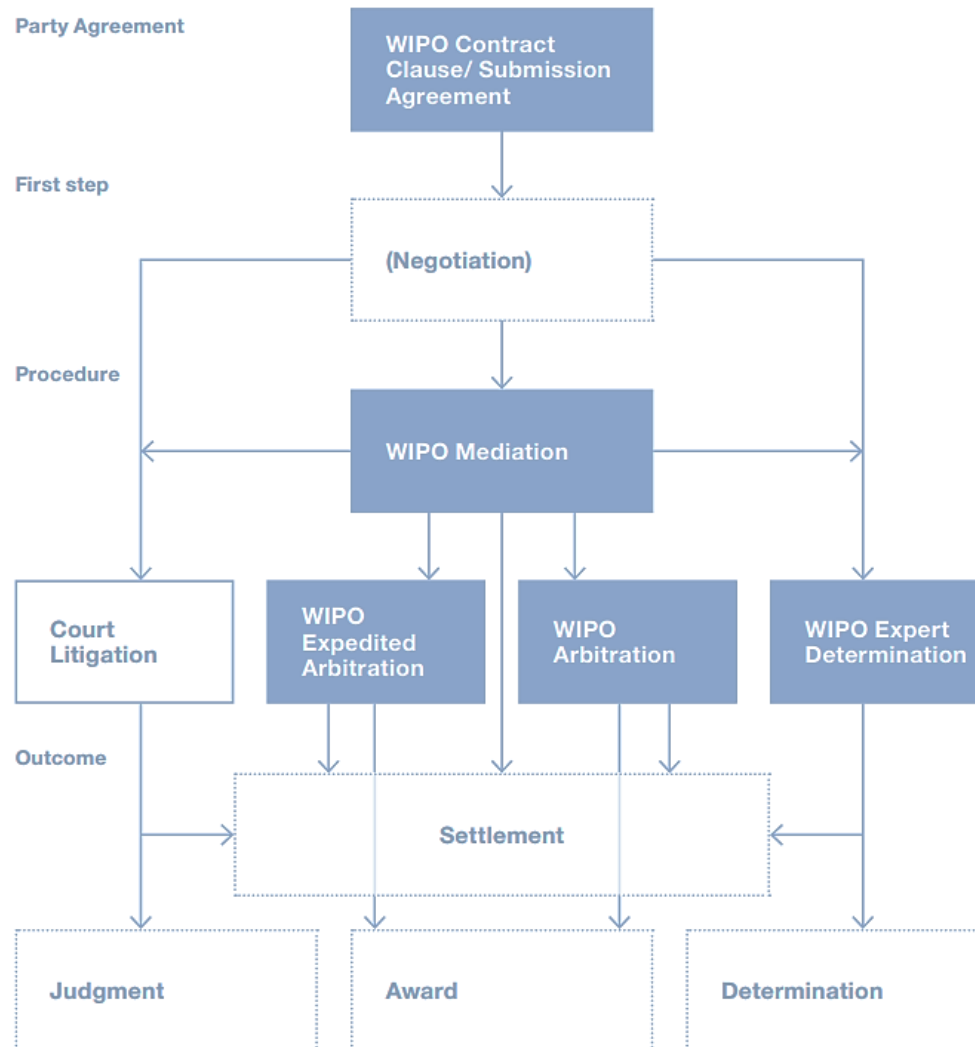 Party Agreement
WIPO Contract
Clause/ Submission
Agreement
First step
(Negotiation)
Procedure
WIPO Mediation
Court
Litigation
WIPO
Expedited
Arbitration
WIPO
Arbitration
WIPO Expert
Determination
Outcome
Settlement
Judgment
Award
Determination